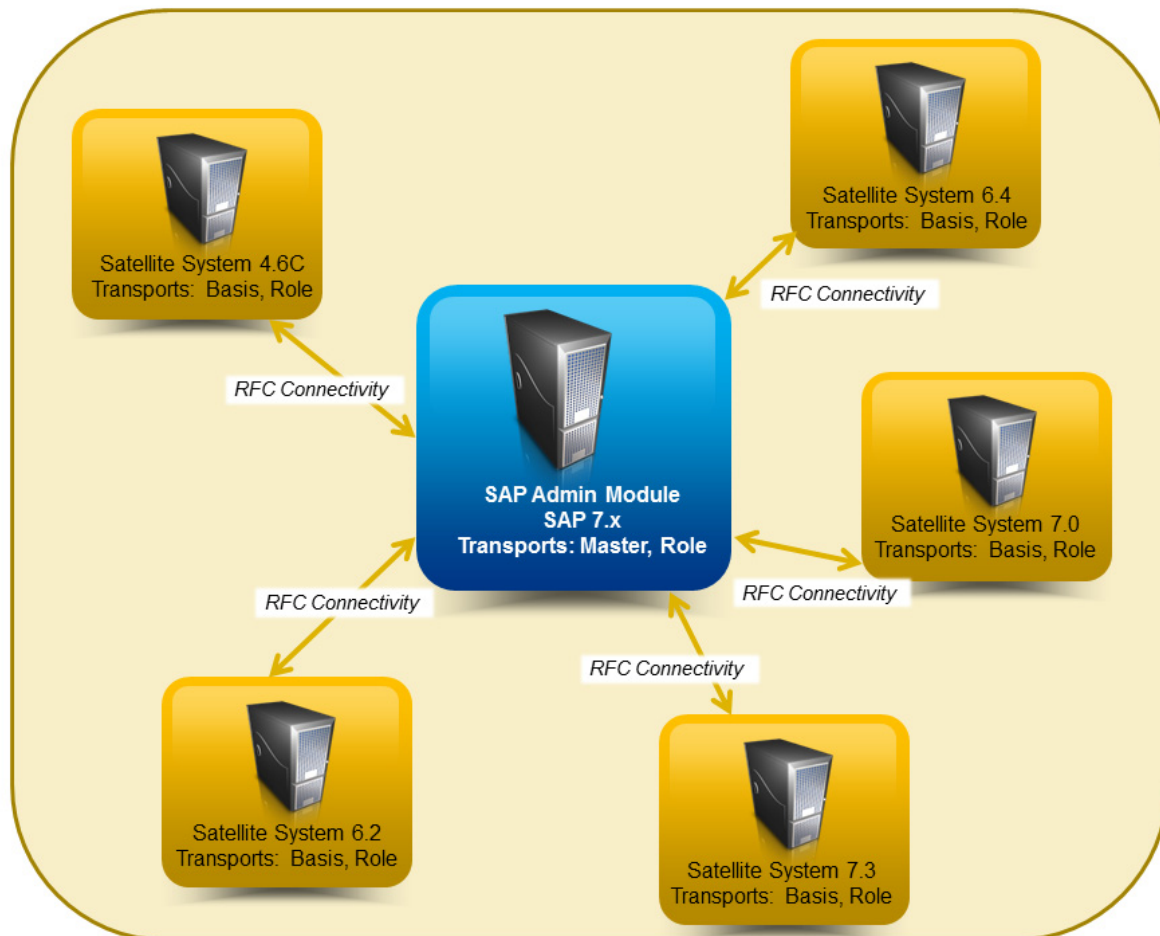 Satellite System 6.4
Transports: Basis, Role
Satellite System 4.6C
Transports: Basis, Role
RFC Connectivity
RFC Connectivity
SAP Admin Module
SAP 7.x
Transports: Master, Role
Satellite System 7.0
Transports: Basis, Role
RFC Connectivity
RFC Connectivity
RFC Connectivity
Satellite System 6.2
Transports: Basis, Role
Satellite System 7.3
Transports: Basis, Role